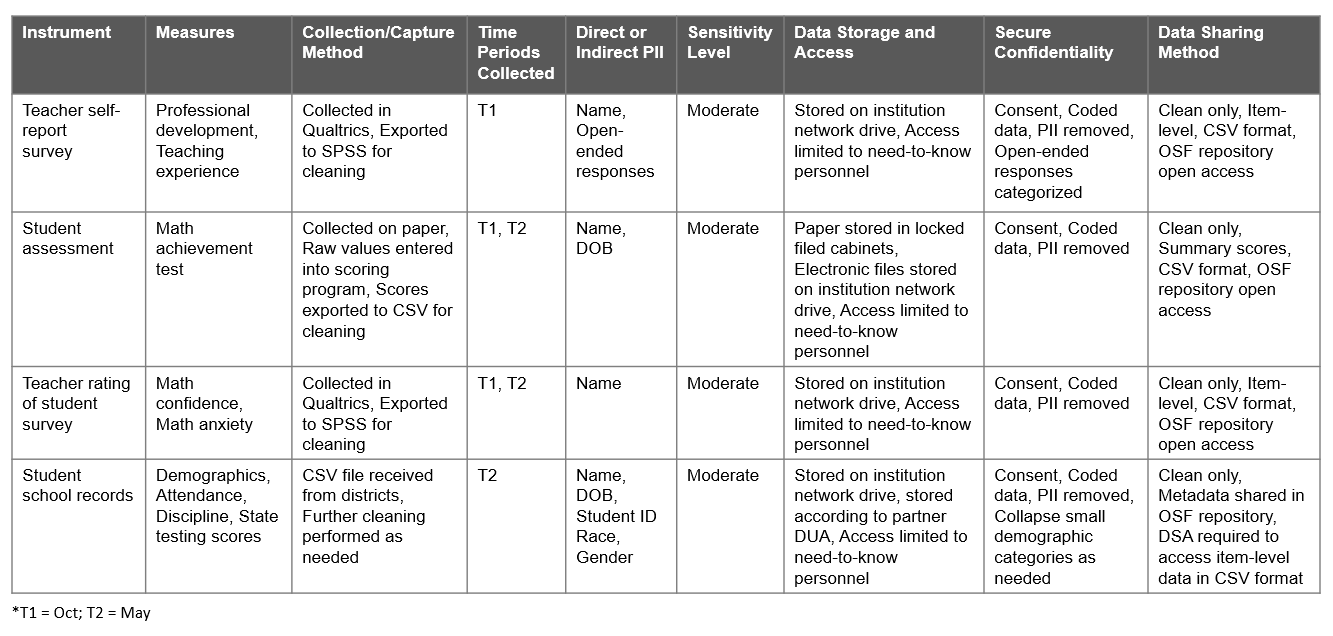 Instrument
Measures
Collection/Capture
Method
Time
Periods
Collected
Direct or
Indirect PII
Sensitivity
Level
Data Storage and
Access
Secure
Confidentiality
Data Sharing
Method
Teacher self-
report
survey
Professional
development,
Teaching
experience
Collected in
Qualtrics, Exported
to SPSS for
cleaning
T1
Name,
Open-
ended
responses
Moderate
Stored on institution
network drive, Access
limited to need-to-know
personnel
Consent, Coded
data, PII removed,
Open-ended
responses
categorized
Clean only, Item-
level, CSV format,
OSF repository
open access
Student
assessment
Math
achievement
test
Collected on paper,
Raw values entered
into scoring
program, Scores
exported to CSV for
cleaning
T1, T2
Name,
DOB
Moderate
Paper stored in locked
filed cabinets,
Electronic files stored
on institution network
drive, Access limited to
need-to-know
personnel
Consent, Coded
data, PII removed
Clean only,
Summary scores,
CSV format, OSF
repository open
access
Teacher rating
of student
survey
Math
confidence,
Math anxiety
Collected in
Qualtrics, Exported
to SPSS for
cleaning
T1, T2
Name
Moderate
Stored on institution
network drive, Access
limited to need-to-know
personnel
Consent, Coded
data, PII removed
Clean only, Item-
level, CSV format,
OSF repository
open access
Student
school records
Demographics,
Attendance,
Discipline, State
testing scores
CSV file received
from districts,
Further cleaning
performed as
needed
T2
Name,
DOB,
Student ID
Race,
Gender
Moderate
Stored on institution
network drive, stored
according to partner
DUA, Access limited to
need-to-know
personnel
Consent, Coded
data, PII removed,
Collapse small
demographic
categories as
needed
Clean only,
Metadata shared in
OSF repository,
DSA required to
access item-level
data in CSV format
*T1 = Oct; T2 = May